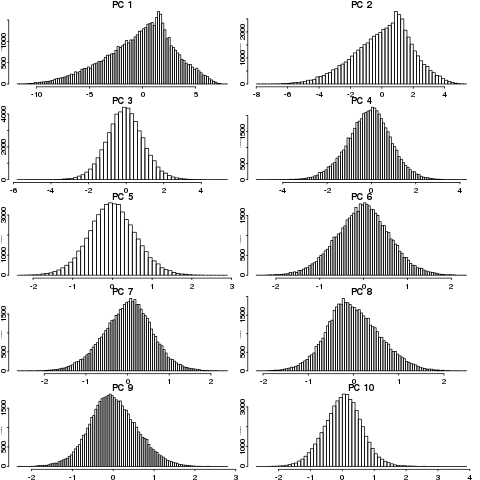 PC 1
0 500 1000
-10 -5 0 5
PC 2
0 1000 2000
-8 -6 -4 -2 0 2 4
PC 3
0 2000 4000
-6 -4 -2 0 2 4
PC 4
0 500 1500
-4 -2 0 2 4
PC 5
0 1000 3000
-2 -1 0 1 2 3
PC 6
0 500 1500
-2 -1 0 1 2
PC 7
0 500 1500
-2 -1 0 1 2
PC 8
0 500 1500
-2 -1 0 1 2
PC 9
0 500 1500
-2 -1 0 1 2 3
PC 10
0 1000 3000
-2 -1 0 1 2 3 4